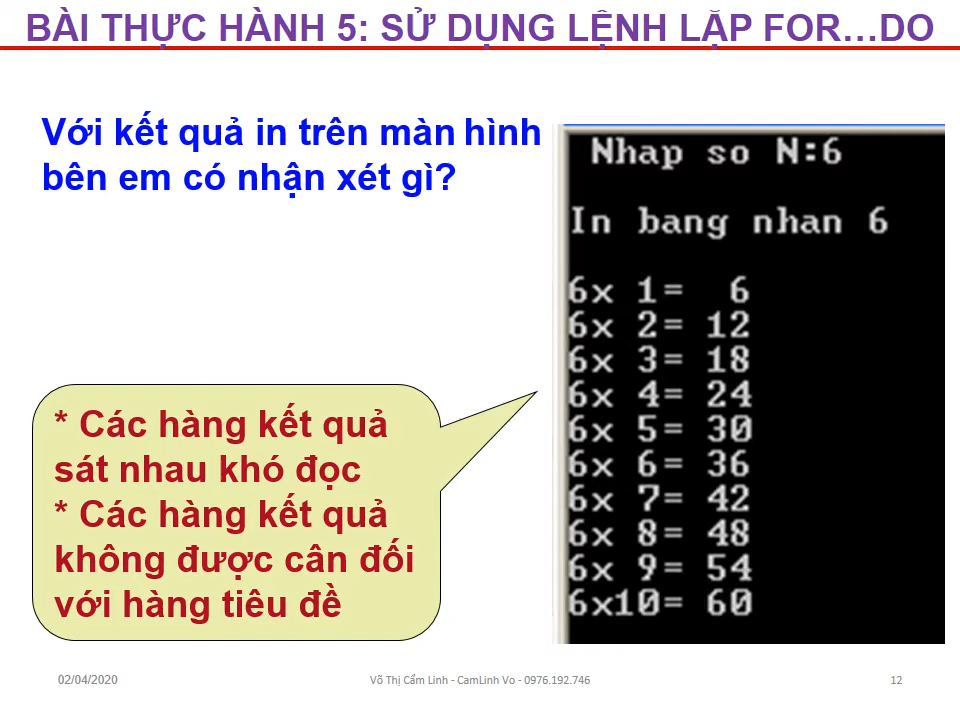 BÀI THỰC HÀNH 5: SỬ DỤNG LỆNH LẶP FOR...DO
Với kết quả in trên màn hình
bên em có nhận xét gì?
Nhap so N:6
In bang nhan 6
6x 1=  6
6x 2= 12
6x 3= 18
6x 4= 24
6x 5= 30
6x 6= 36
6x 7= 42
6x 8= 48
6x 9= 54
6x10= 60
* Các hàng kết quả
sát nhau khó đọc
* Các hàng kết quả
không được cân đối
với hàng tiêu đề
02/04/2020
Võ Thị Cẩm Linh - CamLinh Vo - 0976.192.746
12